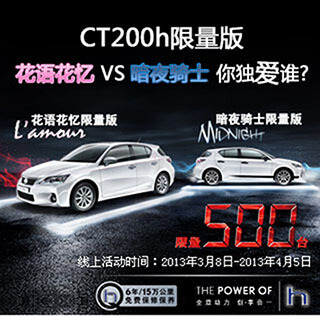 CT200h限量版
花语花忆 VS 暗夜骑士 你独爱谁?
花语花忆限量版
L'amour
暗夜骑士限量版
MIDNIGHT
限量500台
线上活动时间：2013年3月8日-2013年4月5日
6年/15万公里
免费保修保养
THE POWER OF h
全混动力 创·享合一